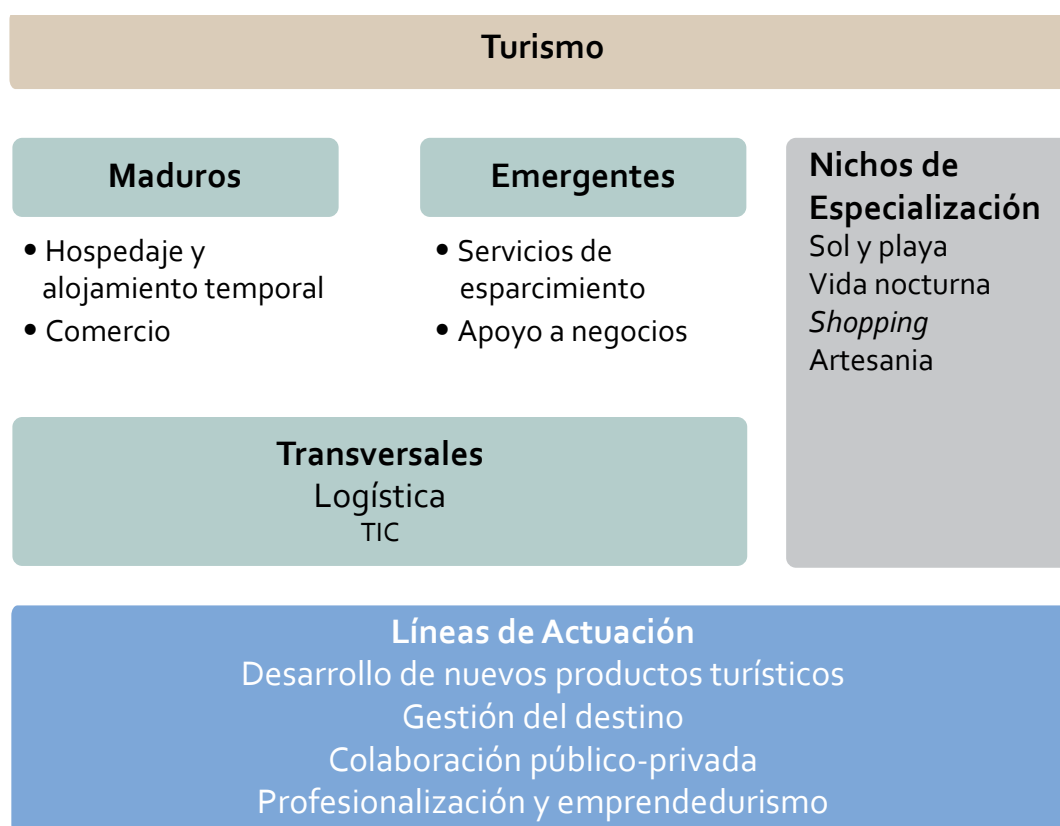 Turismo
Maduros
• Hospedaje y
alojamiento temporal
• Comercio
Emergentes
• Servicios de
esparcimiento
• Apoyo a negocios
Nichos de
Especialización
Sol y playa
Vida nocturna
Shopping
Artesania
Transversales
Logística
TIC
Líneas de Actuación
Desarrollo de nuevos productos turísticos
Gestión del destino
Colaboración público-privada
Profesionalización y emprendedurismo